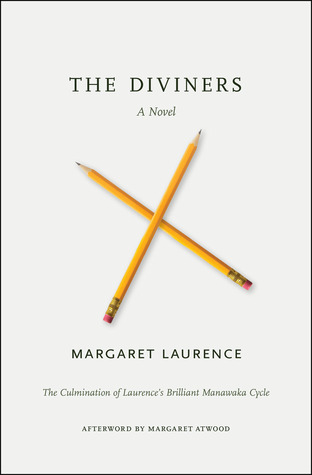 THE DIVINERS
A Novel
MARGARET LAURENCE
The Culmination of Laurence's Brilliant Manawaka Cycle
AFTERWORD BY MARGARET ATWOOD